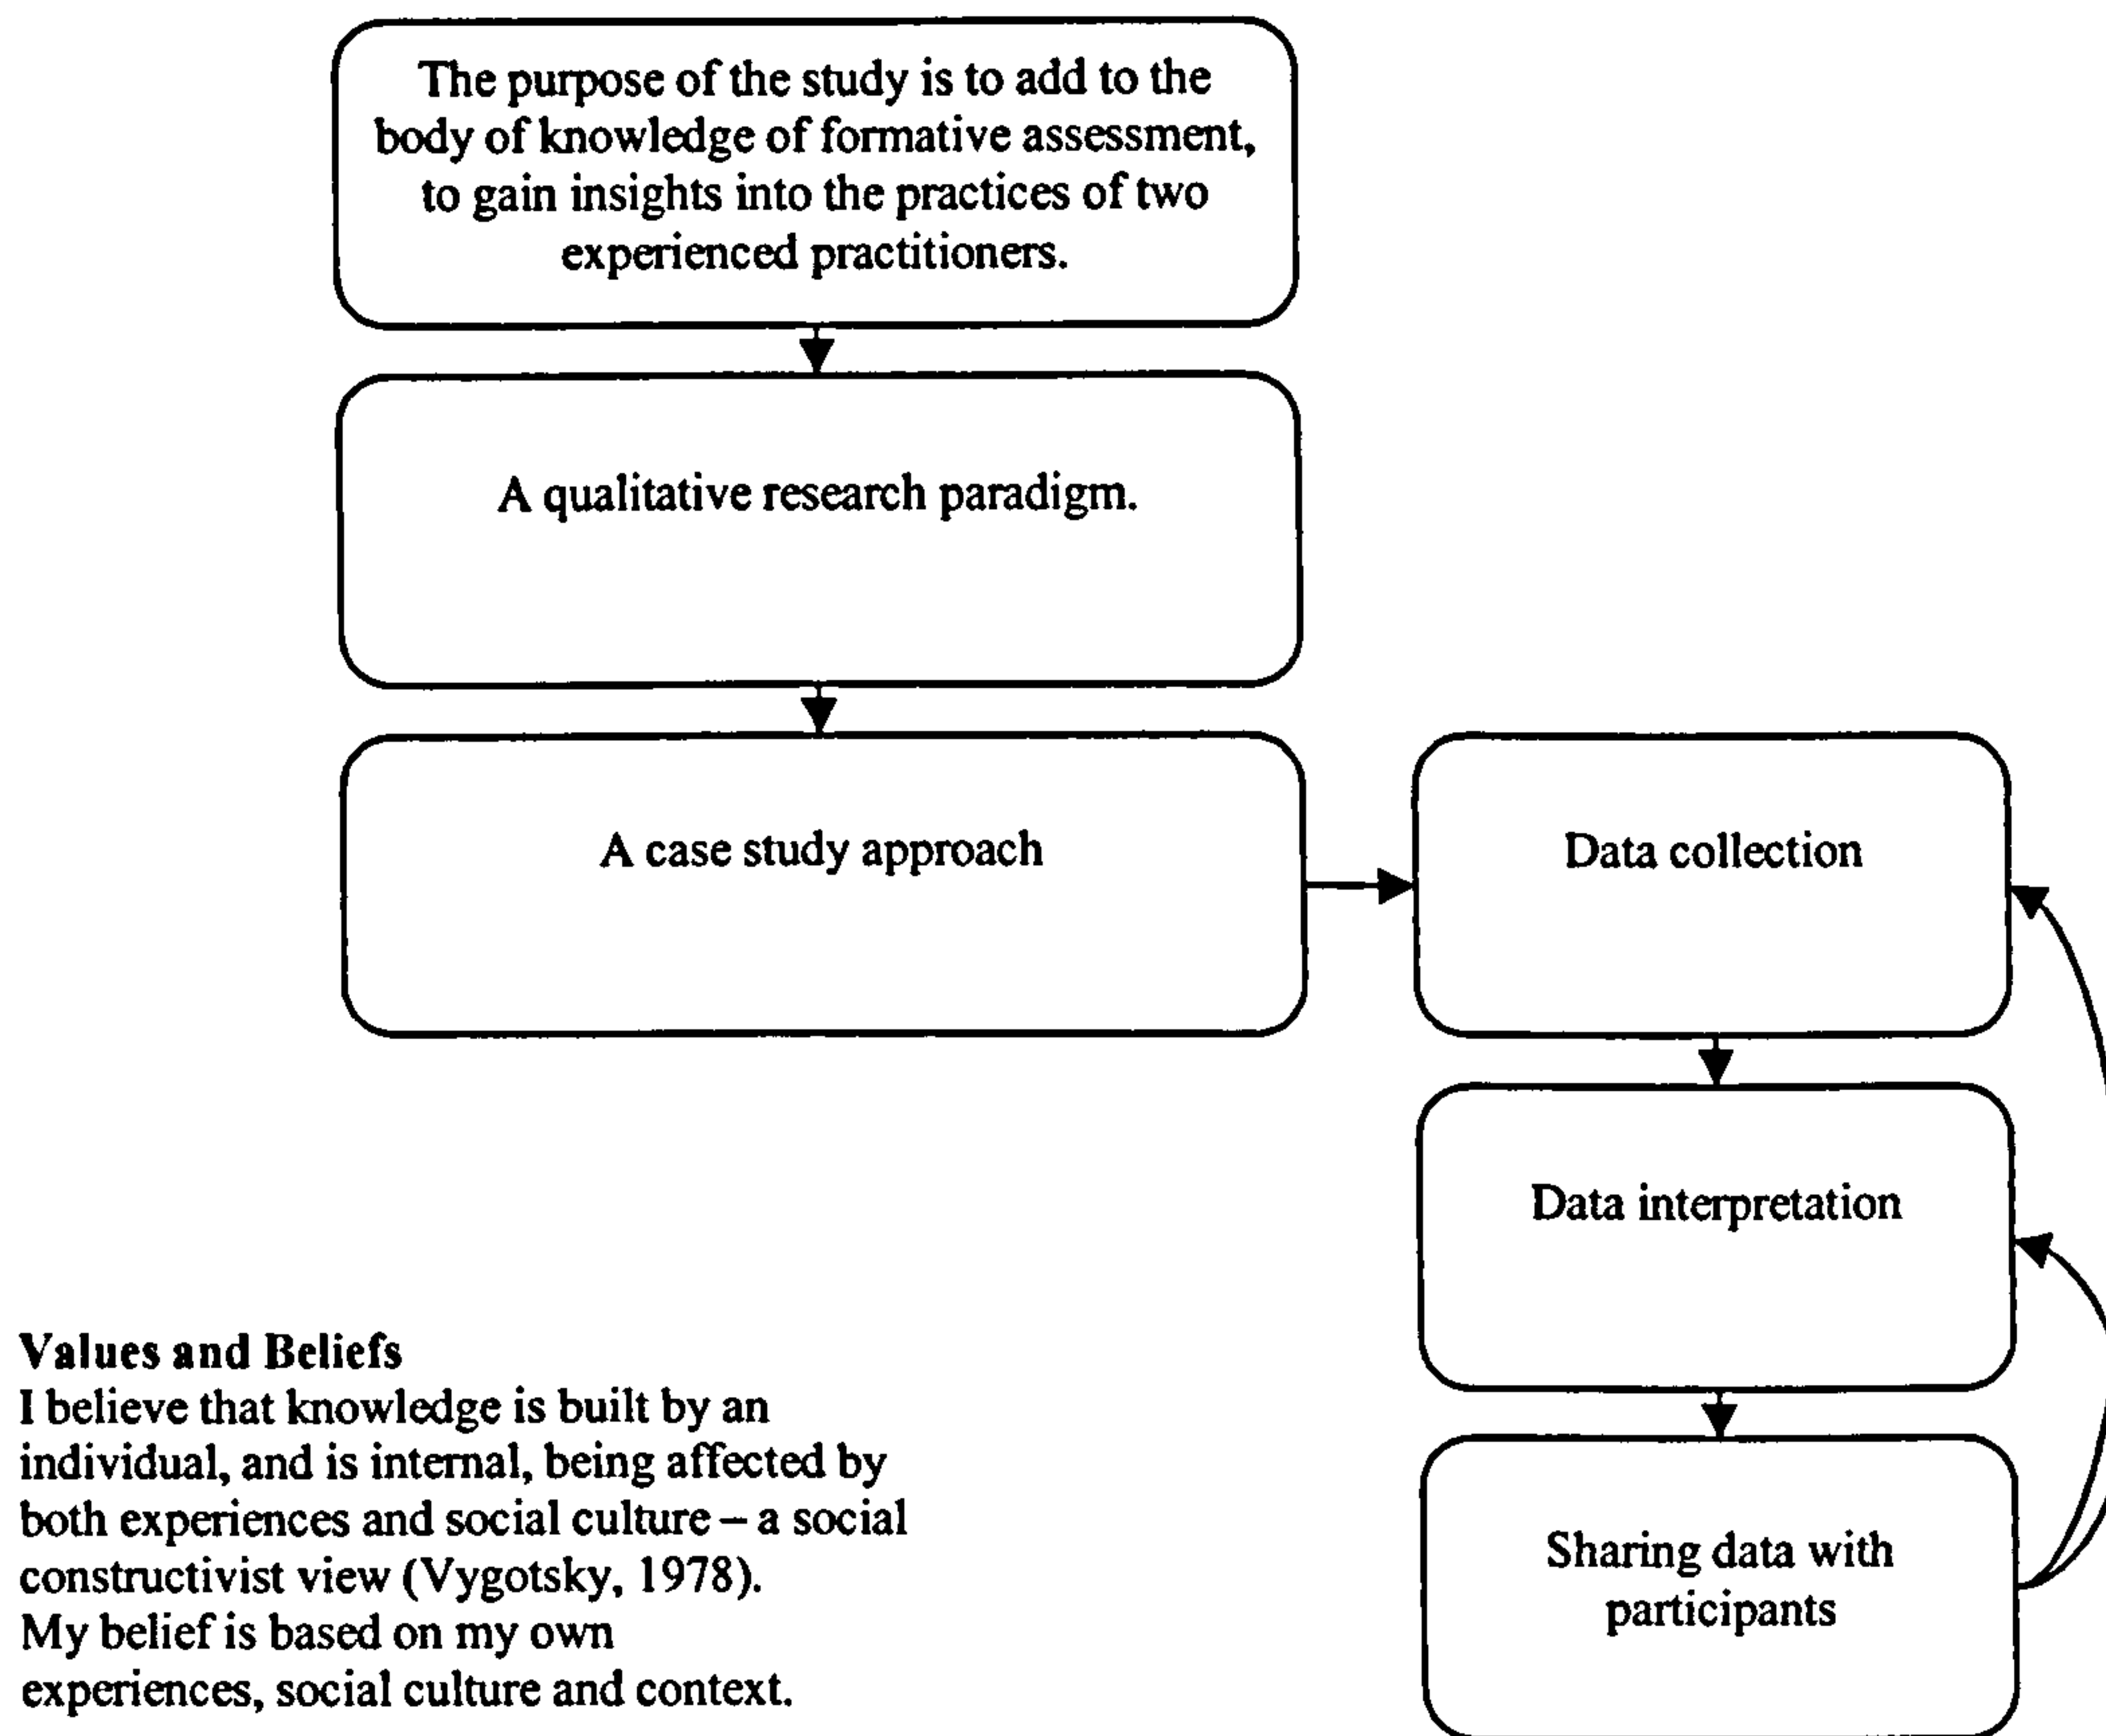 The purpose of the study is to add to the
body of knowledge of formative assessment,
to gain insights into the practices of two
experienced practitioners.
A qualitative research paradigm.
A case study approach
Data collection
Data interpretation
Sharing data with
participants
Values and Beliefs
I believe that knowledge is built by an
individual, and is internal, being affected by
both experiences and social culture – a social
constructivist view (Vygotsky, 1978).
My belief is based on my own
experiences, social culture and context.